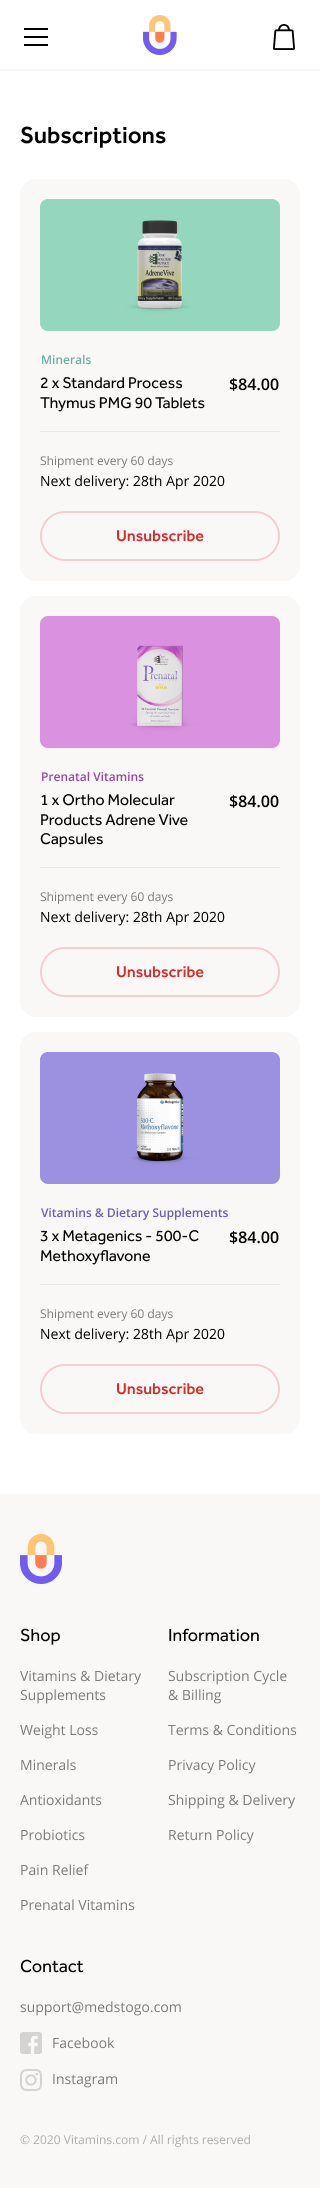 Subscriptions
AdreneVive
Minerals
2 x Standard Process
Thymus PMG 90 Tablets
$84.00
Shipment every 60 days
Next delivery: 28th Apr 2020
Unsubscribe
Prenatal
Prenatal Vitamins
1 x Ortho Molecular
Products Adrene Vive
Capsules
$84.00
Shipment every 60 days
Next delivery: 28th Apr 2020
Unsubscribe
Metagenics
500-C
Methoxyflavone
Vitamins & Dietary Supplements
3 x Metagenics - 500-C
Methoxyflavone
$84.00
Shipment every 60 days
Next delivery: 28th Apr 2020
Unsubscribe
Shop
Vitamins & Dietary
Supplements
Weight Loss
Minerals
Antioxidants
Probiotics
Pain Relief
Prenatal Vitamins
Information
Subscription Cycle
& Billing
Terms & Conditions
Privacy Policy
Shipping & Delivery
Return Policy
Contact
support@medstogo.com
Facebook
Instagram
© 2020 Vitamins.com / All rights reserved